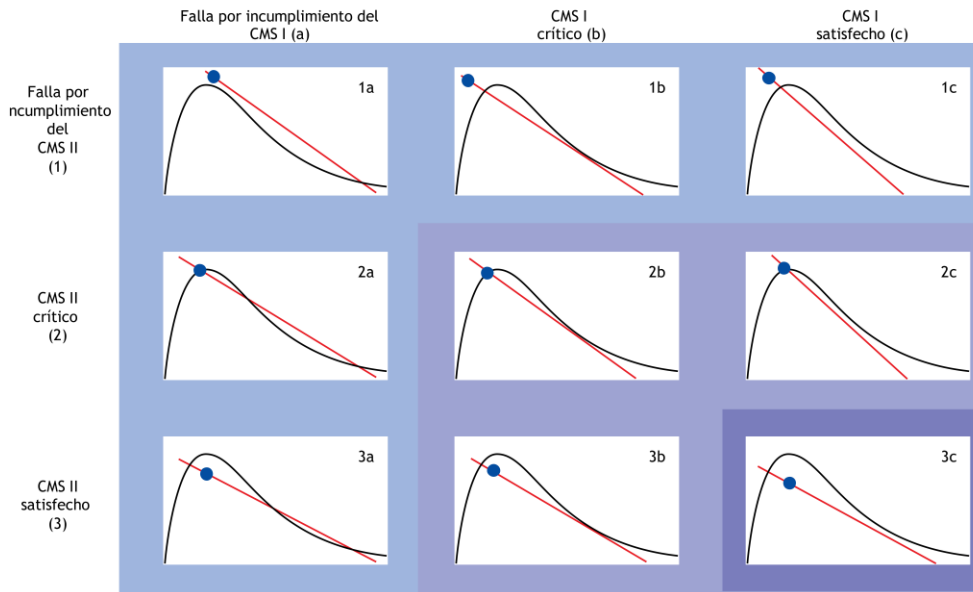 Falla por incumplimiento del
CMS I (a)
CMS I
crítico (b)
CMS I
satisfecho (c)
Falla por
ncumplimiento
del
CMS II
(1)
1a
1b
1c
CMS II
crítico
(2)
2a
2b
2c
CMS II
satisfecho
(3)
3a
3b
3c